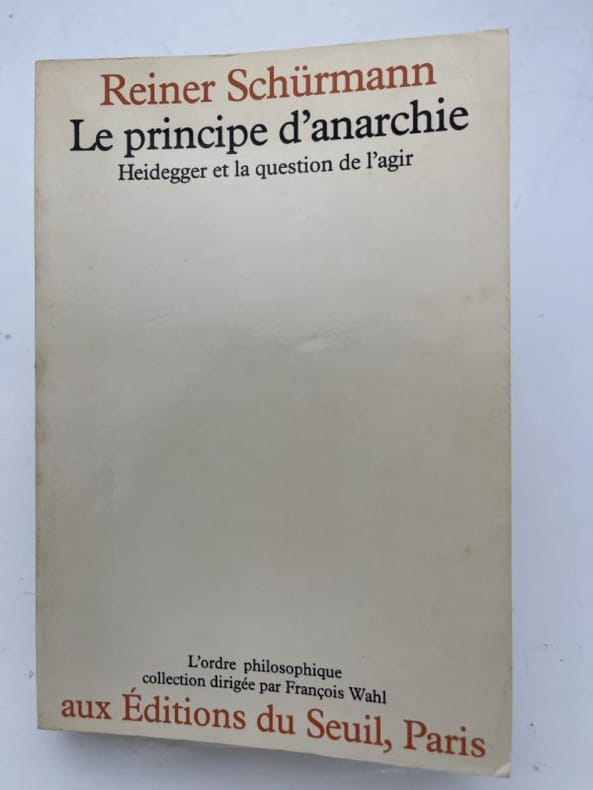 Reiner Schürmann
Le principe d'anarchie
Heidegger et la question de l'agir
L'ordre philosophique
collection dirigée par François Wahl
aux Éditions du Seuil, Paris